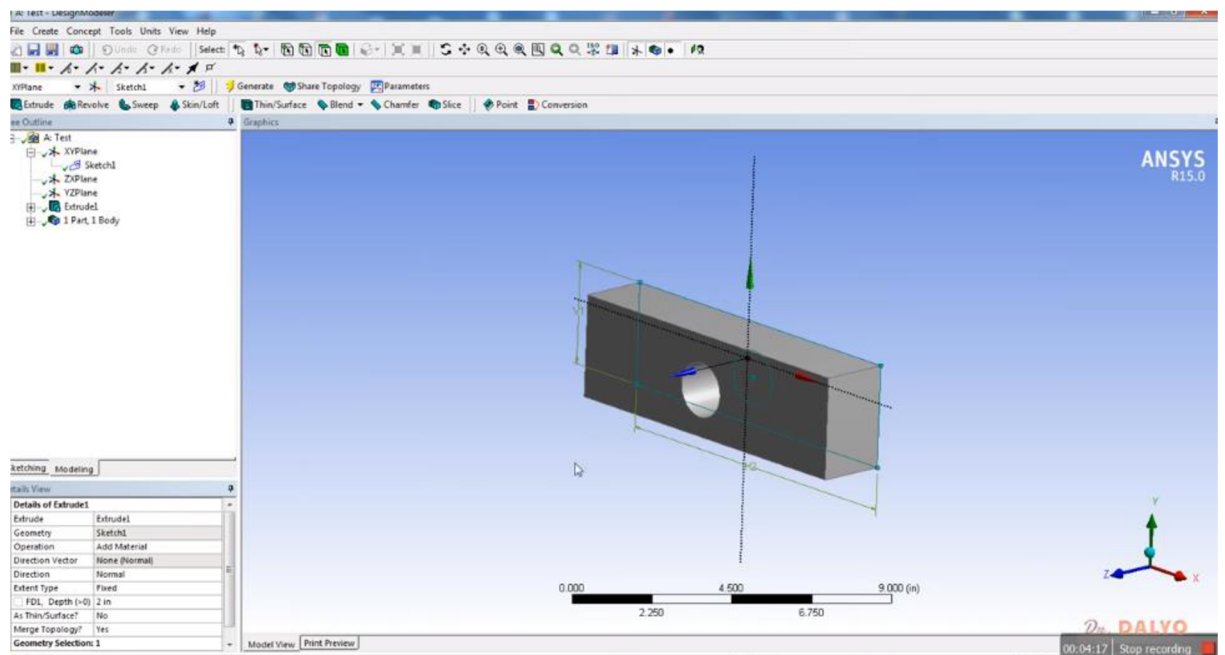 A: Test - DesignModeler
File Create Concept Tools Units View Help
Undo Redo Select:
XYPlane Sketch1 Generate Share Topology Parameters
Extrude Revolve Sweep Skin/Loft Thin/Surface Blend Chamfer Slice Point Conversion
ee Outline Graphics
A: Test
XYPlane
Sketch1
ZXPlane
YZPlane
Extrude1
1 Part, 1 Body
ANSYS
R15.0
ketching Modeling
etails View
Details of Extrude1
Extrude Extrude1
Geometry Sketch1
Operation Add Material
Direction Vector None (Normal)
Direction Normal
Extent Type Fixed
FD1, Depth (>0) 2 in
As Thin/Surface? No
Merge Topology? Yes
Geometry Selection: 1
0.000 4.500 9.000 (in)
2.250 6.750
Y
Z X
Model View Print Preview
Dr. DALYO
00:04:17 Stop recording